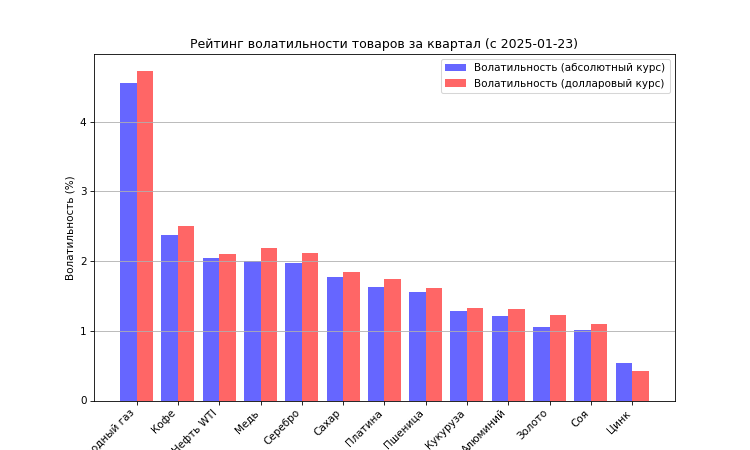 Рейтинг волатильности товаров за квартал (с 2025-01-23)
Волатильность (абсолютный курс)
Волатильность (долларовый курс)
Волатильность (%)
4
3
2
1
0
одный газ
Кофе
Нефть WTI
Медь
Серебро
Сахар
Платина
Пшеница
Кукуруза
Алюминий
Золото
Соя
Цинк